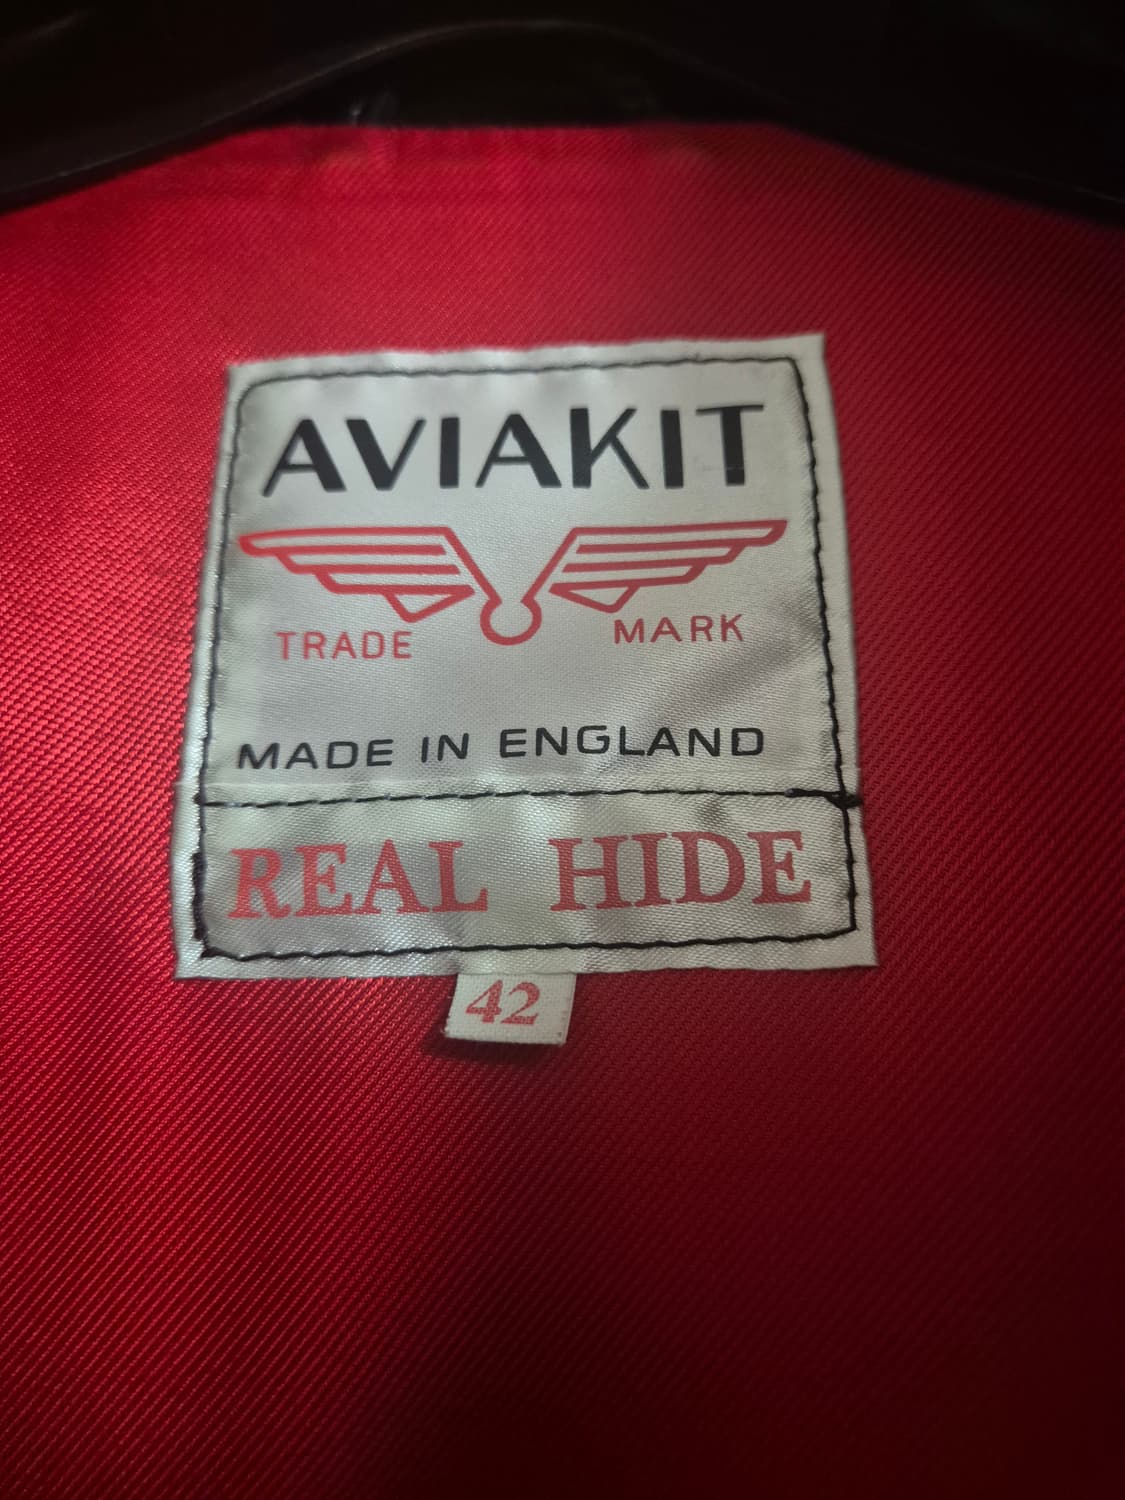 AVIAKIT
TRADE MARK
MADE IN ENGLAND
REAL HIDE
42